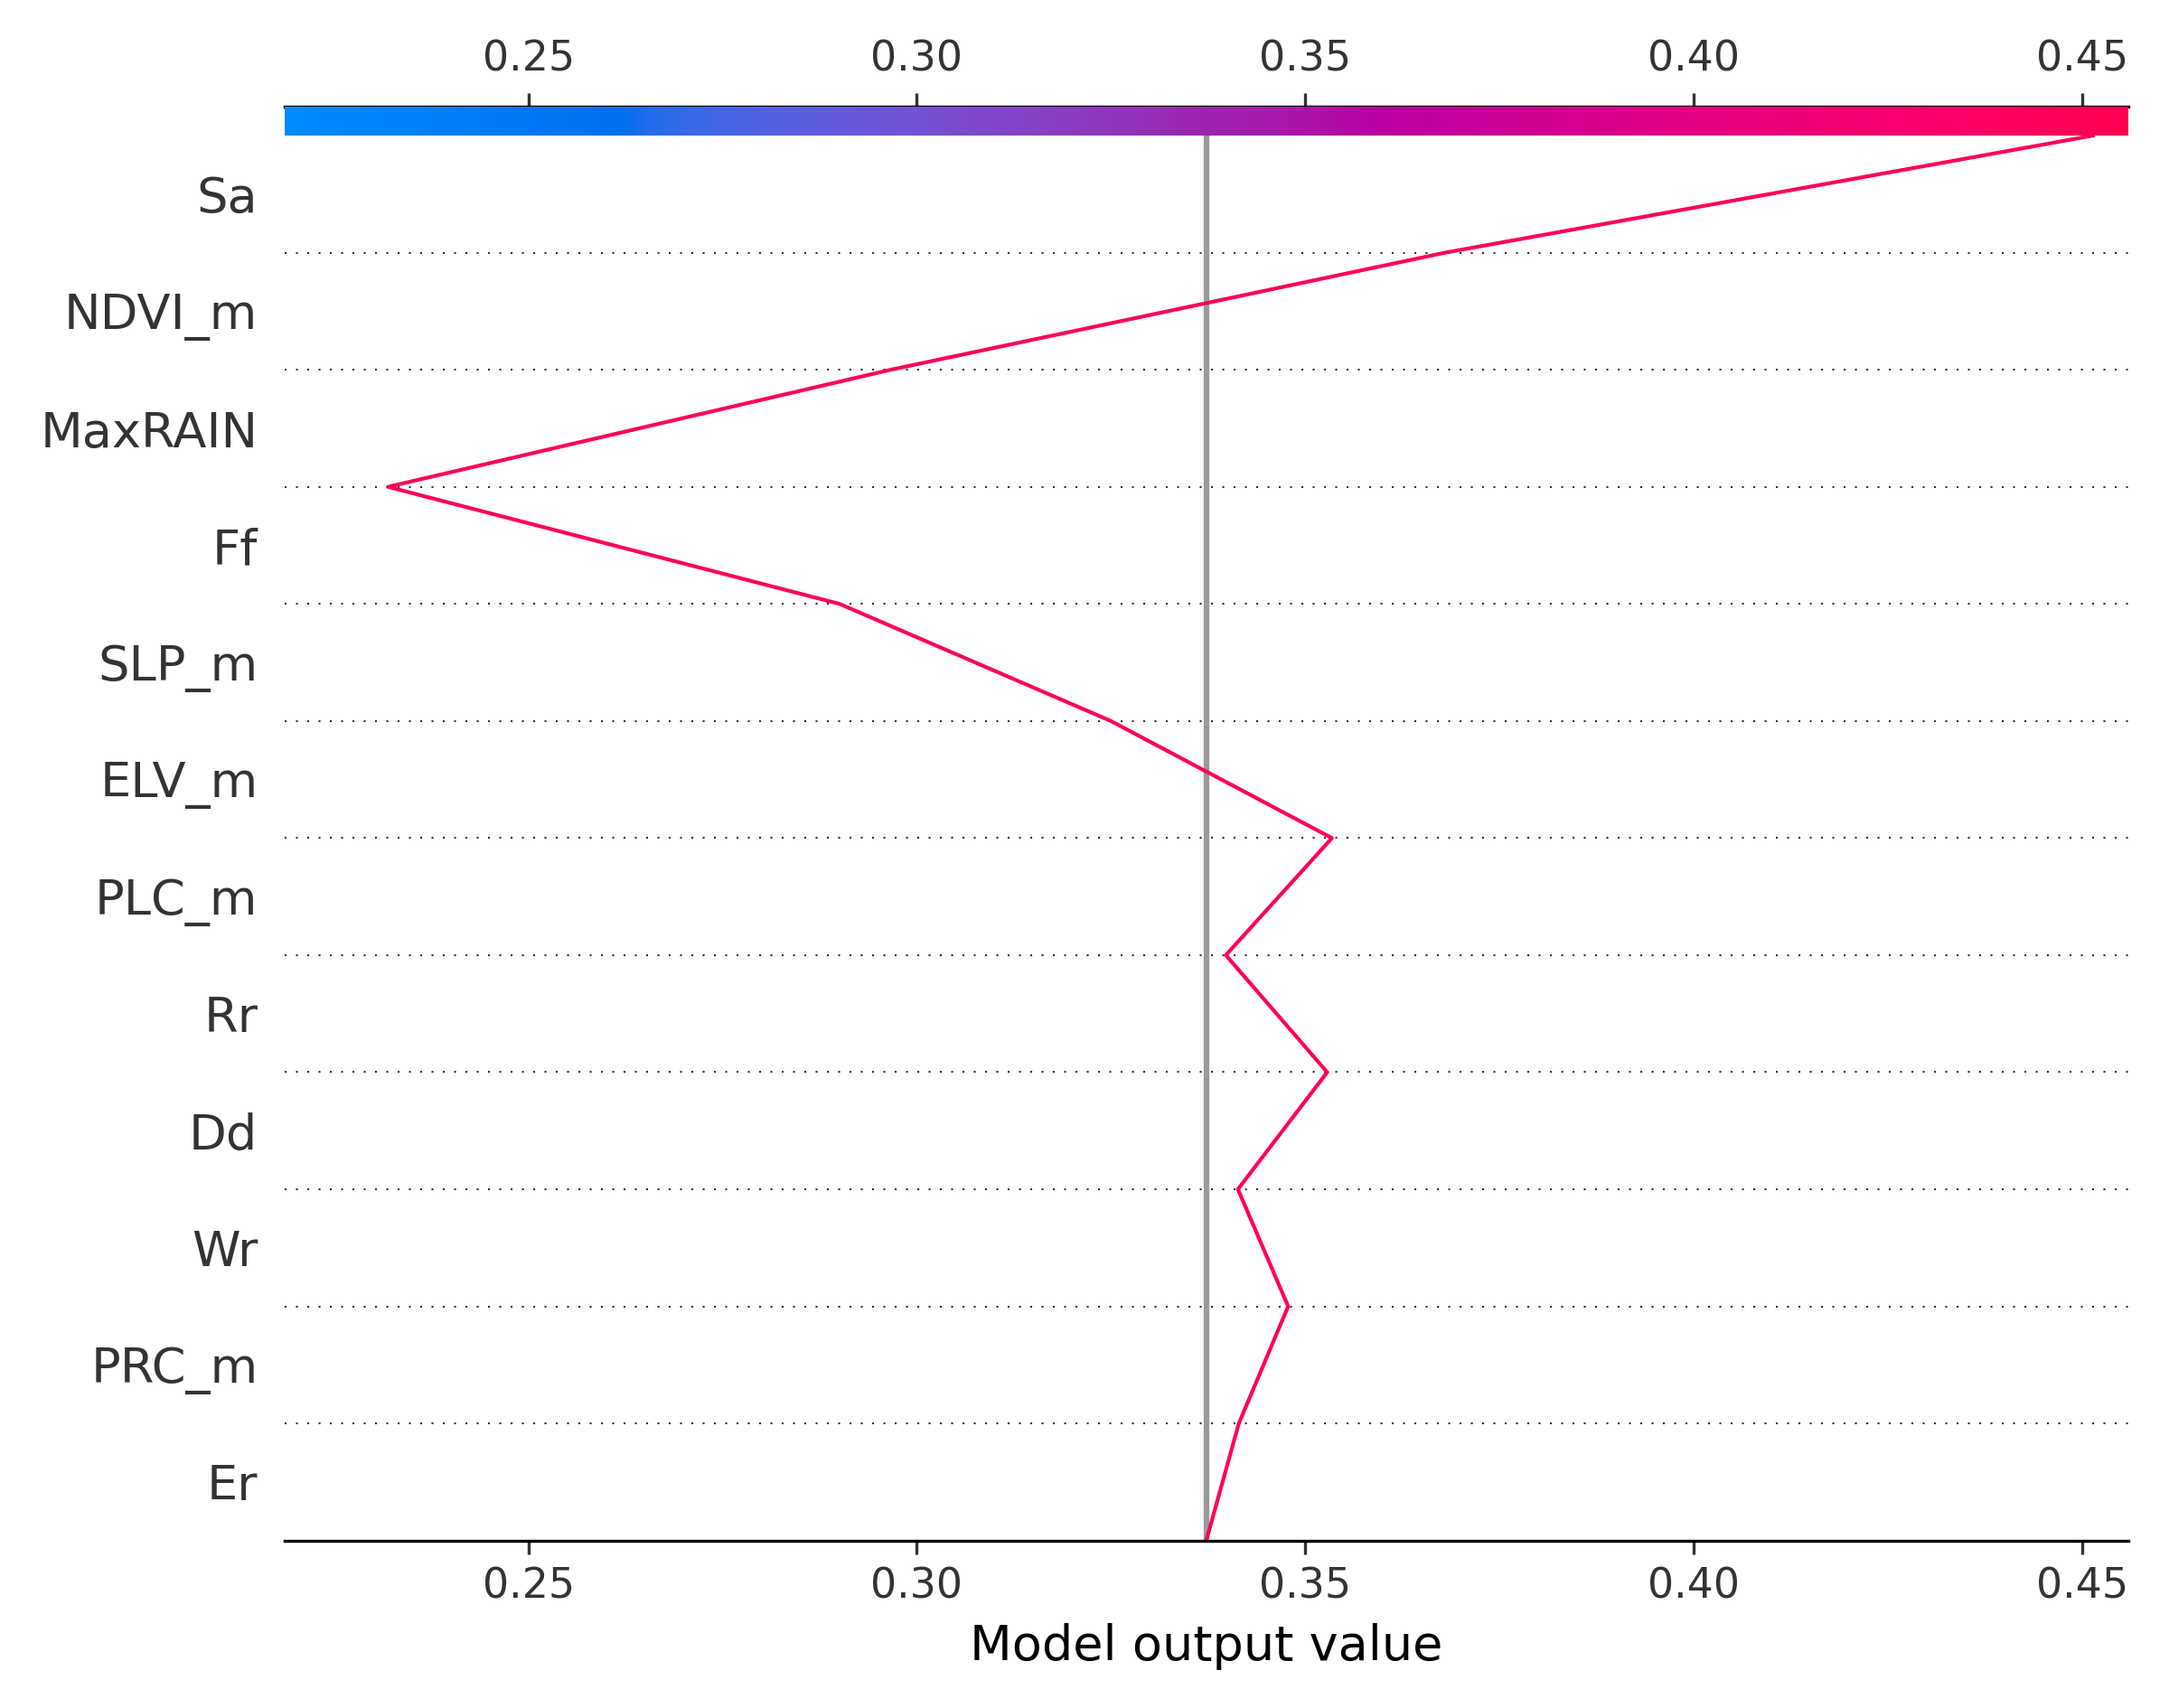 0.25 0.30 0.35 0.40 0.45
Sa
NDVI_m
MaxRAIN
Ff
SLP_m
ELV_m
PLC_m
Rr
Dd
Wr
PRC_m
Er
0.25 0.30 0.35 0.40 0.45
Model output value